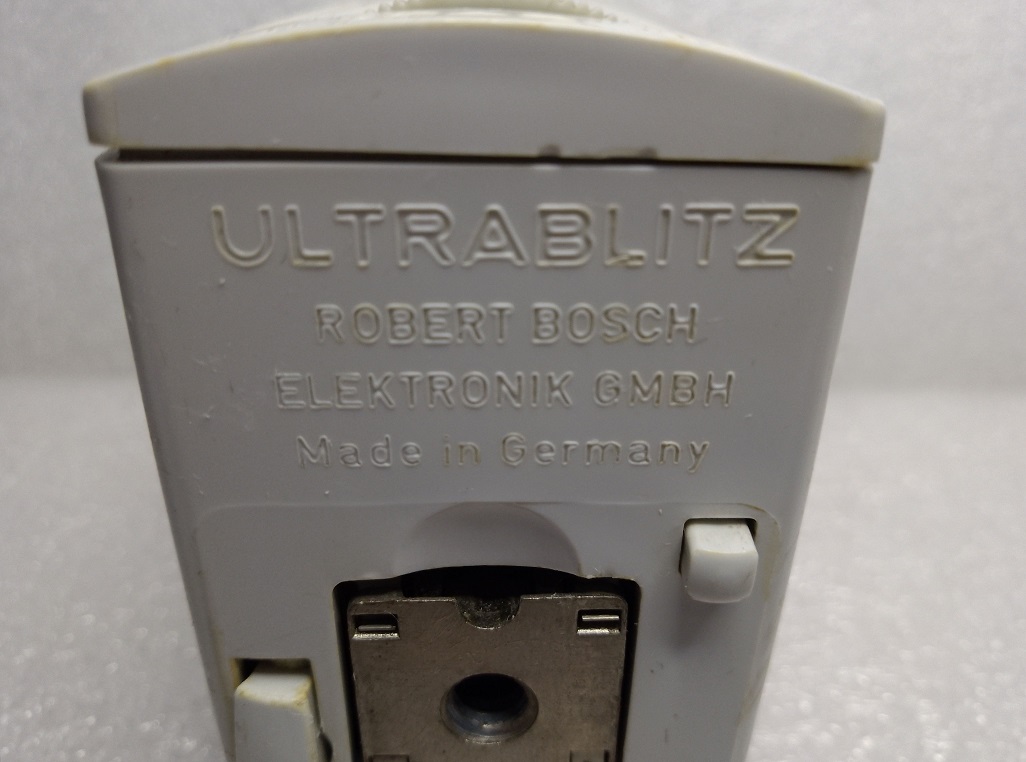 ULTRABLITZ
ROBERT BOSCH
ELEKTRONIK GMBH
Made in Germany